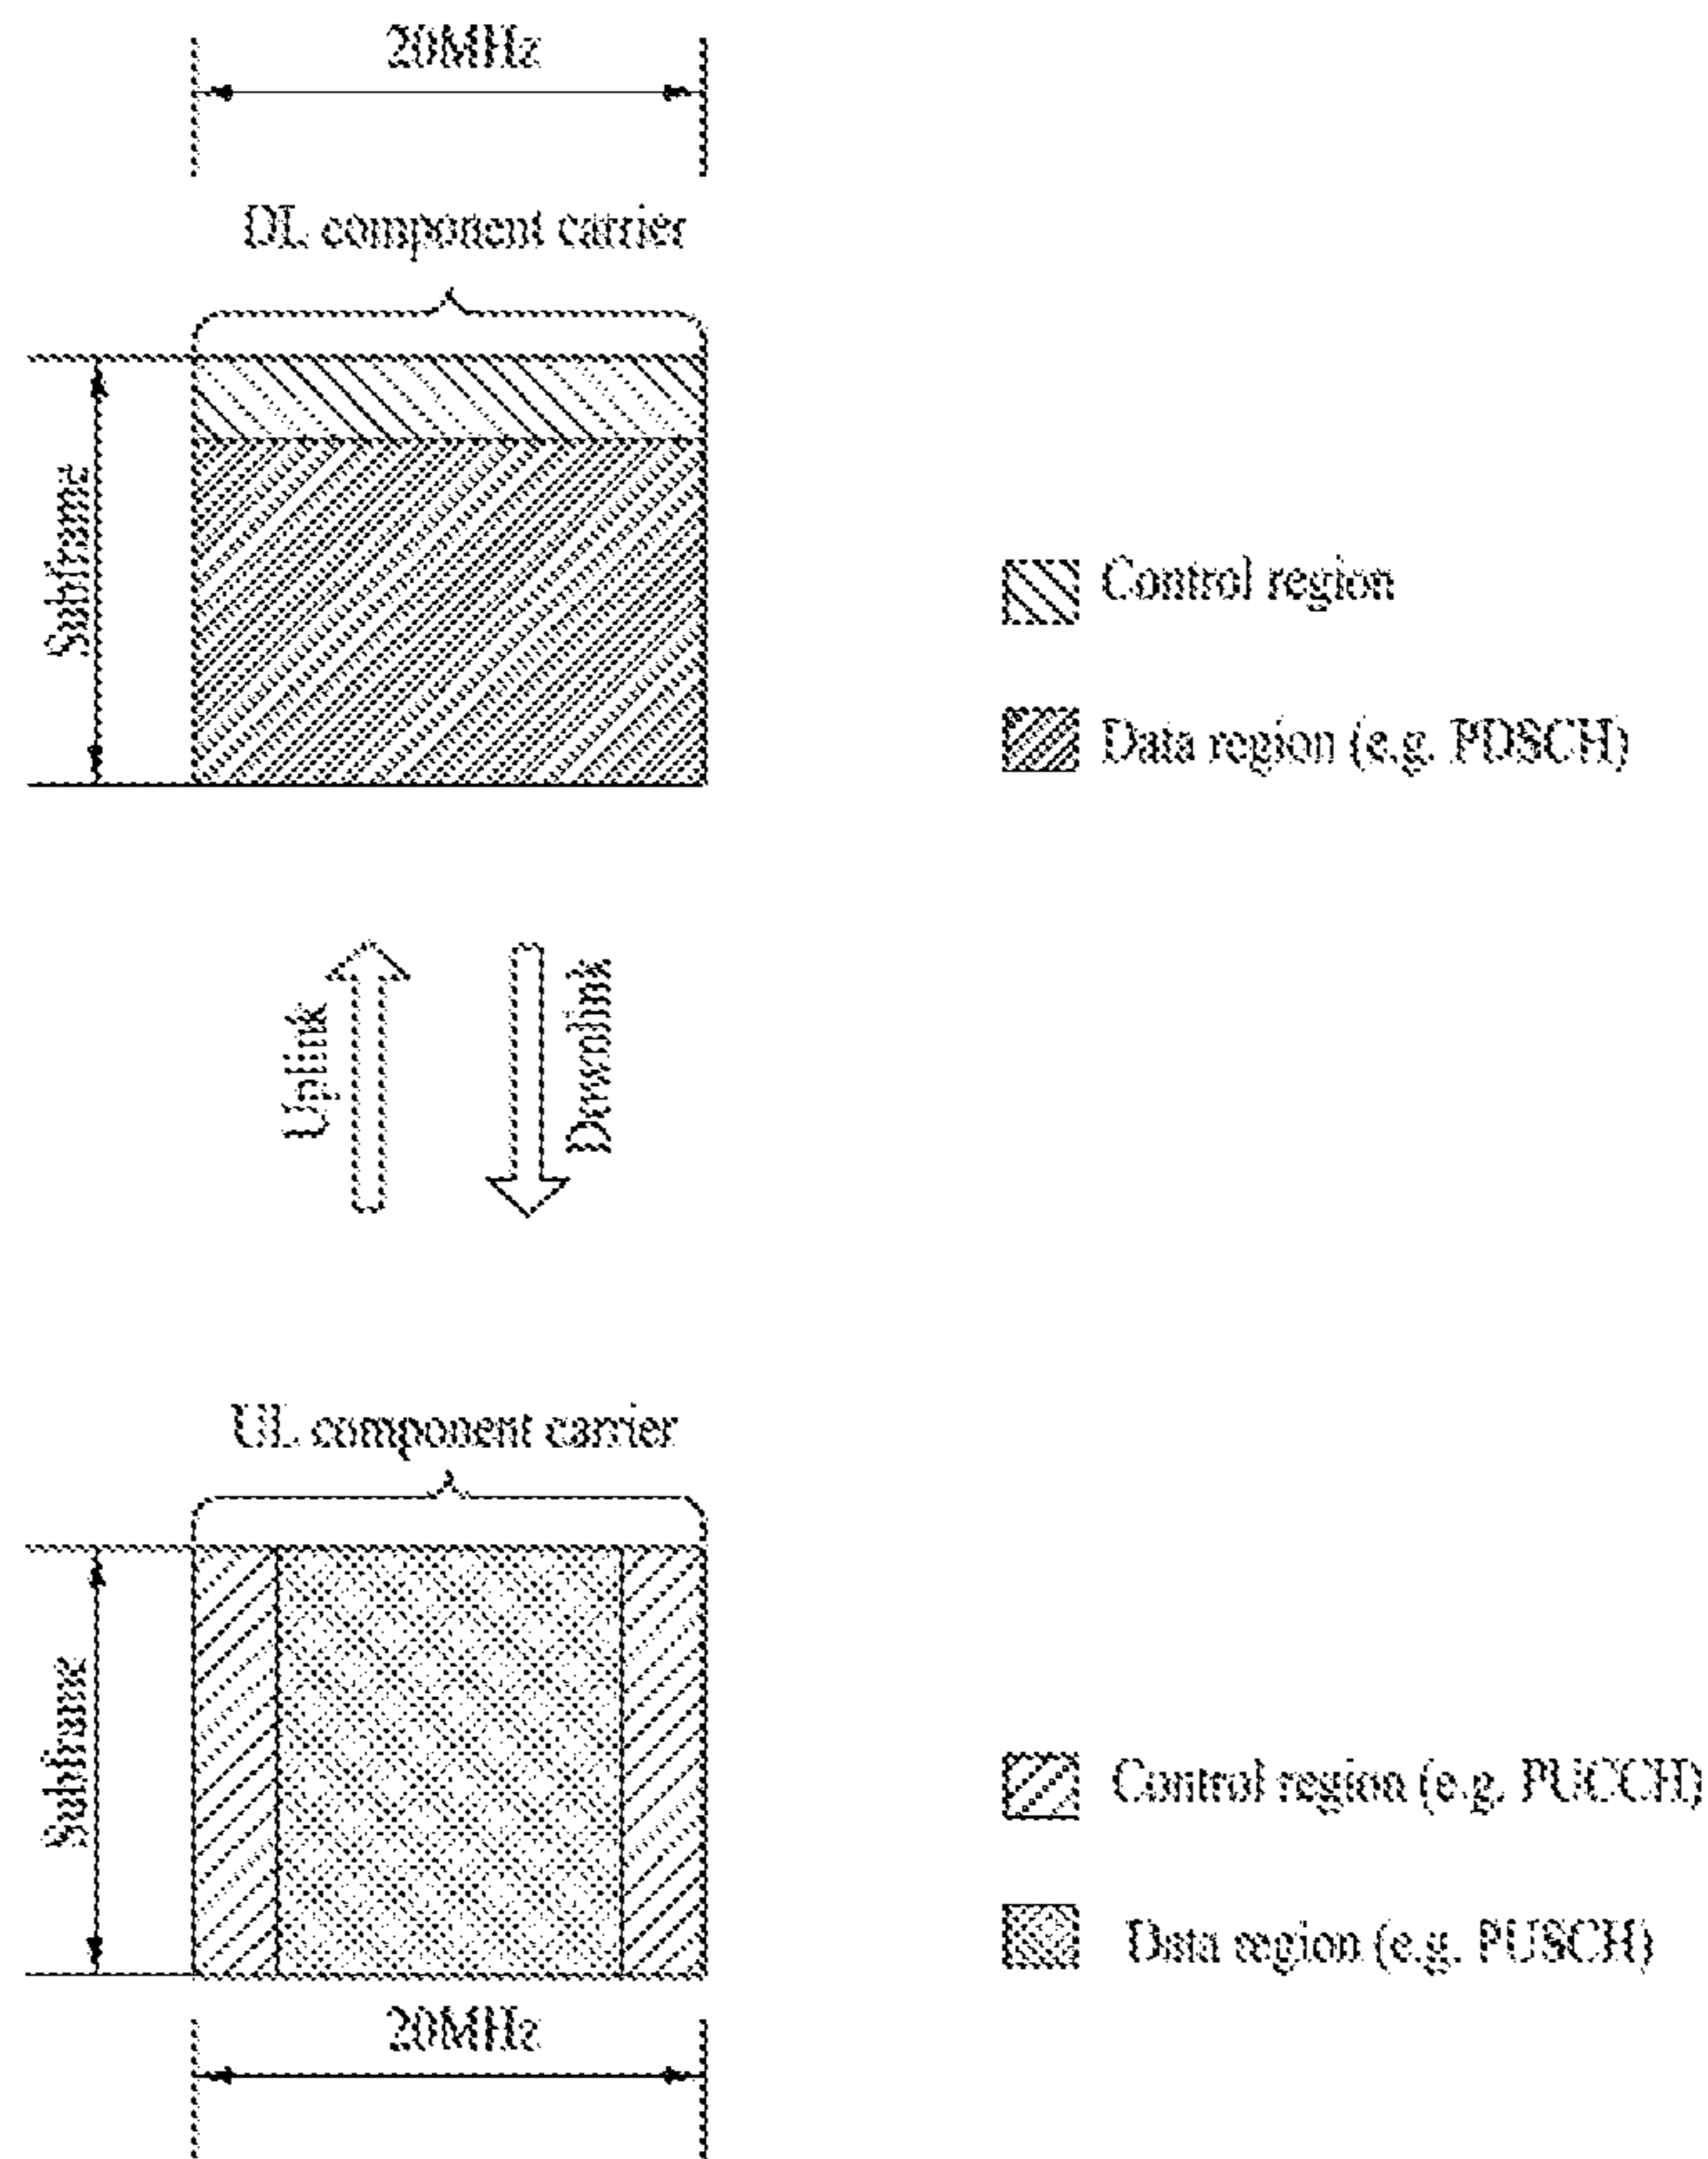 20MHz
DL component carrier
Subframe
Control region
Data region (e.g. PDSCH)
Uplink
Downlink
UL component carrier
Subframe
Control region (e.g. PUCCH)
Data region (e.g. PUSCH)
20MHz